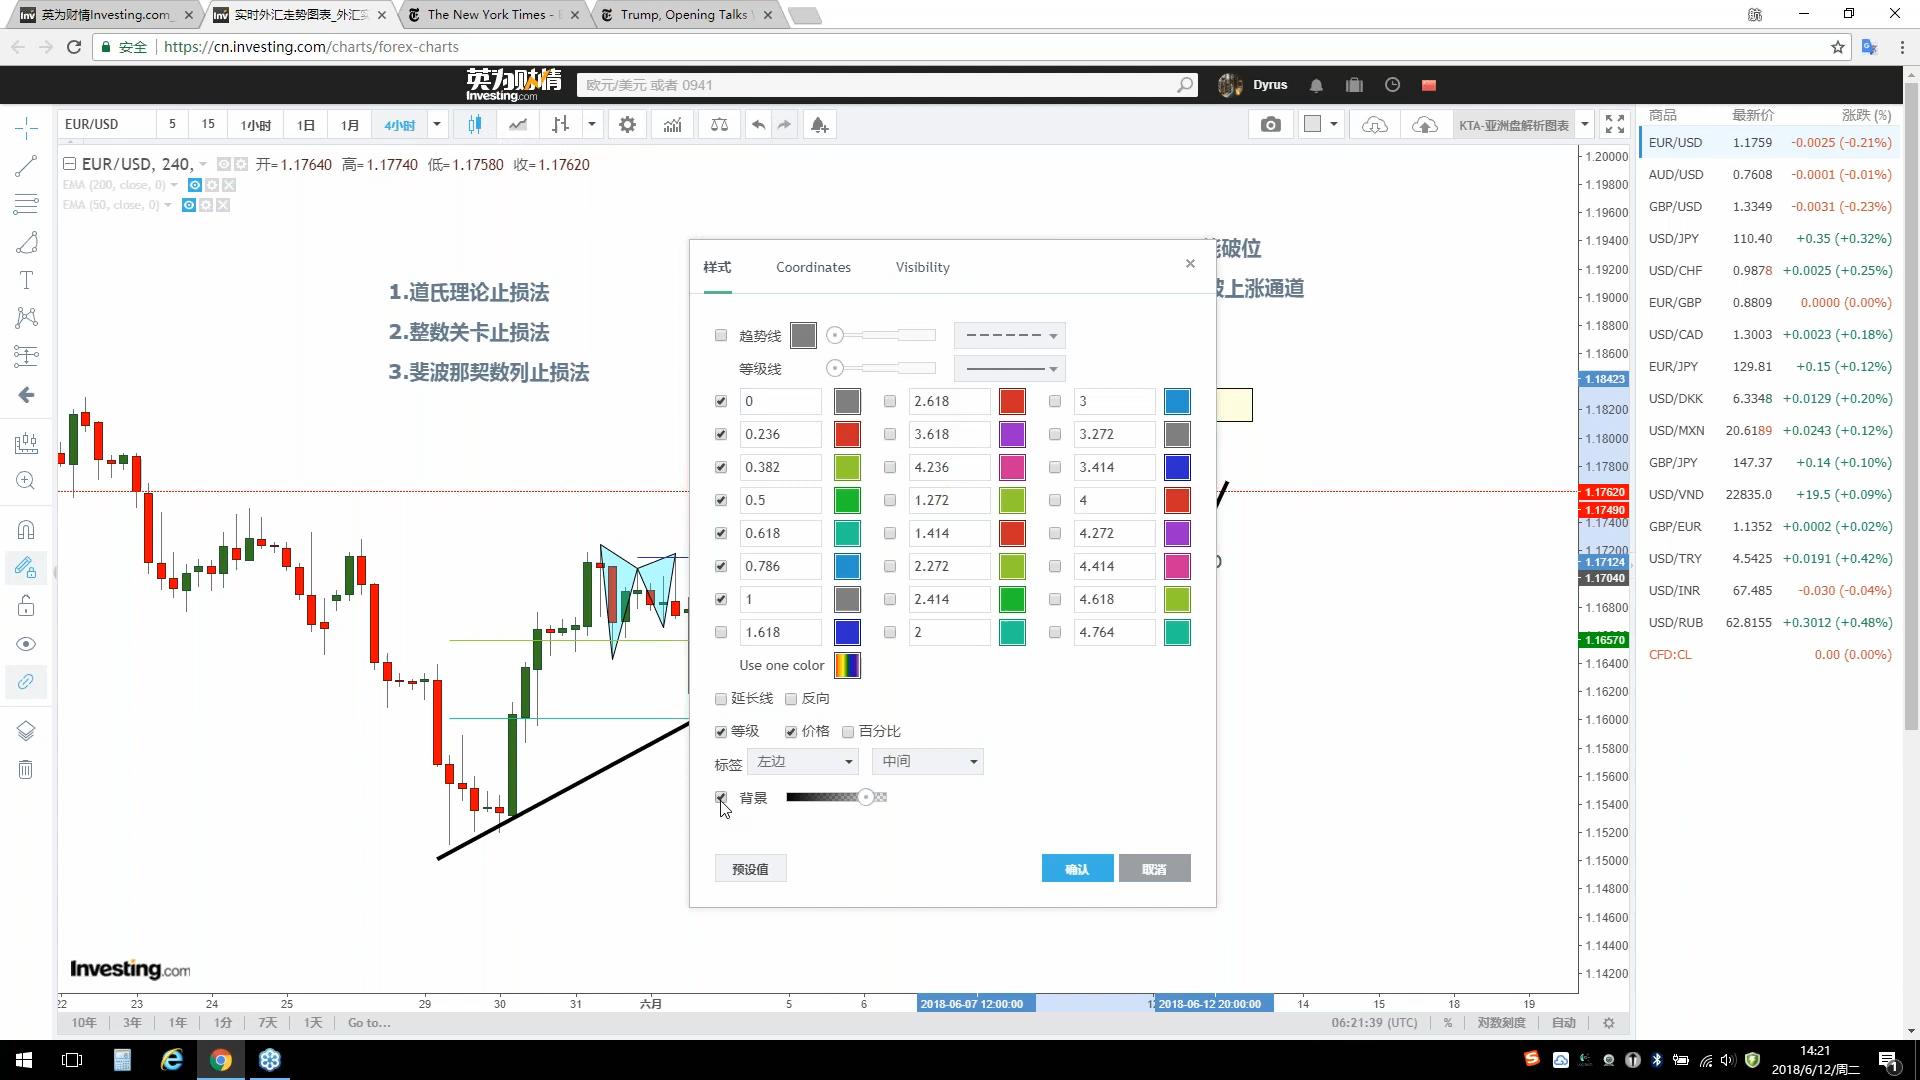 英为财情Investing.com_
实时外汇走势图表_外汇实
The New York Times -
Trump, Opening Talks
航
安全
https://cn.investing.com/charts/forex-charts
英为财情
Investing.com
欧元/美元 或者 0941
Dyrus
EUR/USD
5
15
1小时
1日
1月
4小时
KTA-亚洲盘解析图表
EUR/USD, 240,
开=1.17640 高=1.17740 低=1.17580 收=1.17620
EMA (200, close, 0)
EMA (50, close, 0)
1.道氏理论止损法
2.整数关卡止损法
3.斐波那契数列止损法
破位
上涨通道
样式
Coordinates
Visibility
趋势线
等级线
0 2.618 3
0.236 3.618 3.272
0.382 4.236 3.414
0.5 1.272 4
0.618 1.414 4.272
0.786 2.272 4.414
1 2.414 4.618
1.618 2 4.764
Use one color
延长线 反向
等级 价格 百分比
标签 左边 中间
背景
预设值
确认
取消
1.20000
1.19800
1.19600
1.19400
1.19200
1.19000
1.18800
1.18600
1.18423
1.18200
1.18000
1.17800
1.17620
1.17490
1.17400
1.17200
1.17124
1.17040
1.16800
1.16570
1.16400
1.16200
1.16000
1.15800
1.15600
1.15400
1.15200
1.15000
1.14800
1.14600
1.14400
1.14200
商品 最新价 涨跌 (%)
EUR/USD 1.1759 -0.0025 (-0.21%)
AUD/USD 0.7608 -0.0001 (-0.01%)
GBP/USD 1.3349 -0.0031 (-0.23%)
USD/JPY 110.40 +0.35 (+0.32%)
USD/CHF 0.9878 +0.0025 (+0.25%)
EUR/GBP 0.8809 0.0000 (0.00%)
USD/CAD 1.3003 +0.0023 (+0.18%)
EUR/JPY 129.81 +0.15 (+0.12%)
USD/DKK 6.3348 +0.0129 (+0.20%)
USD/MXN 20.6189 +0.0243 (+0.12%)
GBP/JPY 147.37 +0.14 (+0.10%)
USD/VND 22835.0 +19.5 (+0.09%)
GBP/EUR 1.1352 +0.0002 (+0.02%)
USD/TRY 4.5425 +0.0191 (+0.42%)
USD/INR 67.485 -0.030 (-0.04%)
USD/RUB 62.8155 +0.3012 (+0.48%)
CFD:CL 0.00 (0.00%)
Investing.com
22 23 24 25 29 30 31 六月 5 6 2018-06-07 12:00:00 2018-06-12 20:00:00 14 15 18 19
10年 3年 1年 1分 7天 1天 Go to...
06:21:39 (UTC) % 对数刻度 自动
14:21
2018/6/12/周二
1